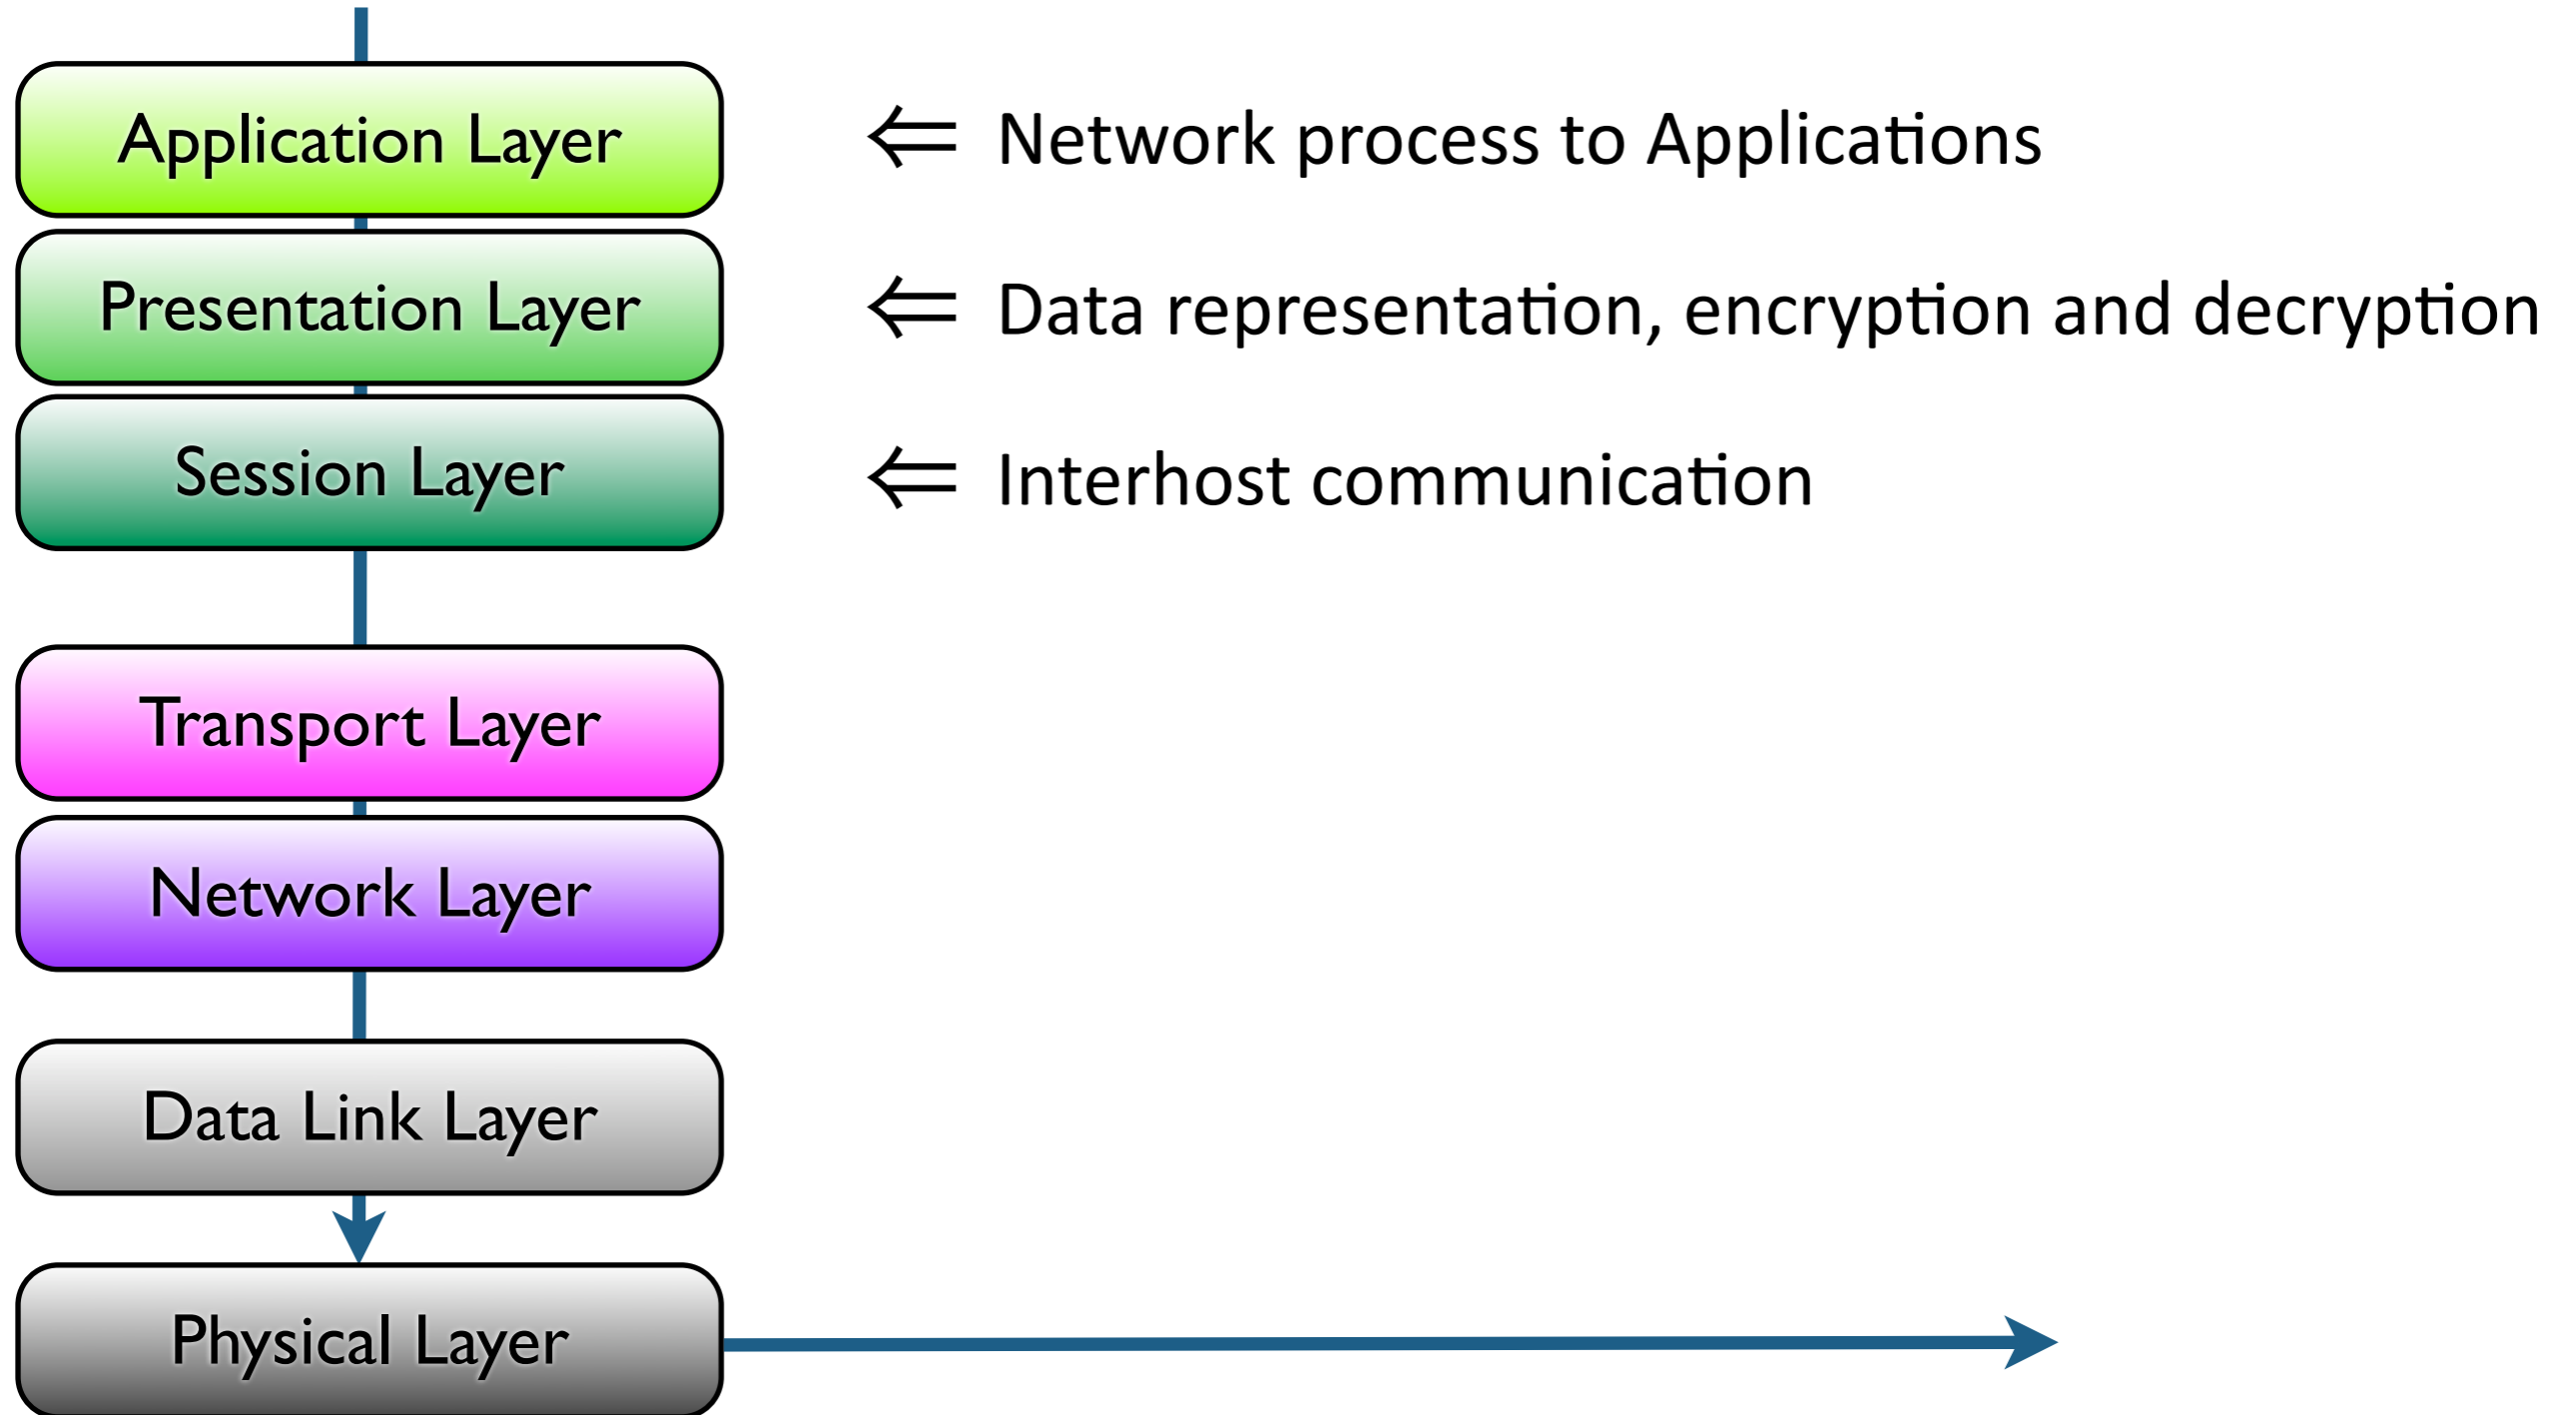 Application Layer
⇐ Network process to Applications
Presentation Layer
⇐ Data representation, encryption and decryption
Session Layer
⇐ Interhost communication
Transport Layer
Network Layer
Data Link Layer
Physical Layer